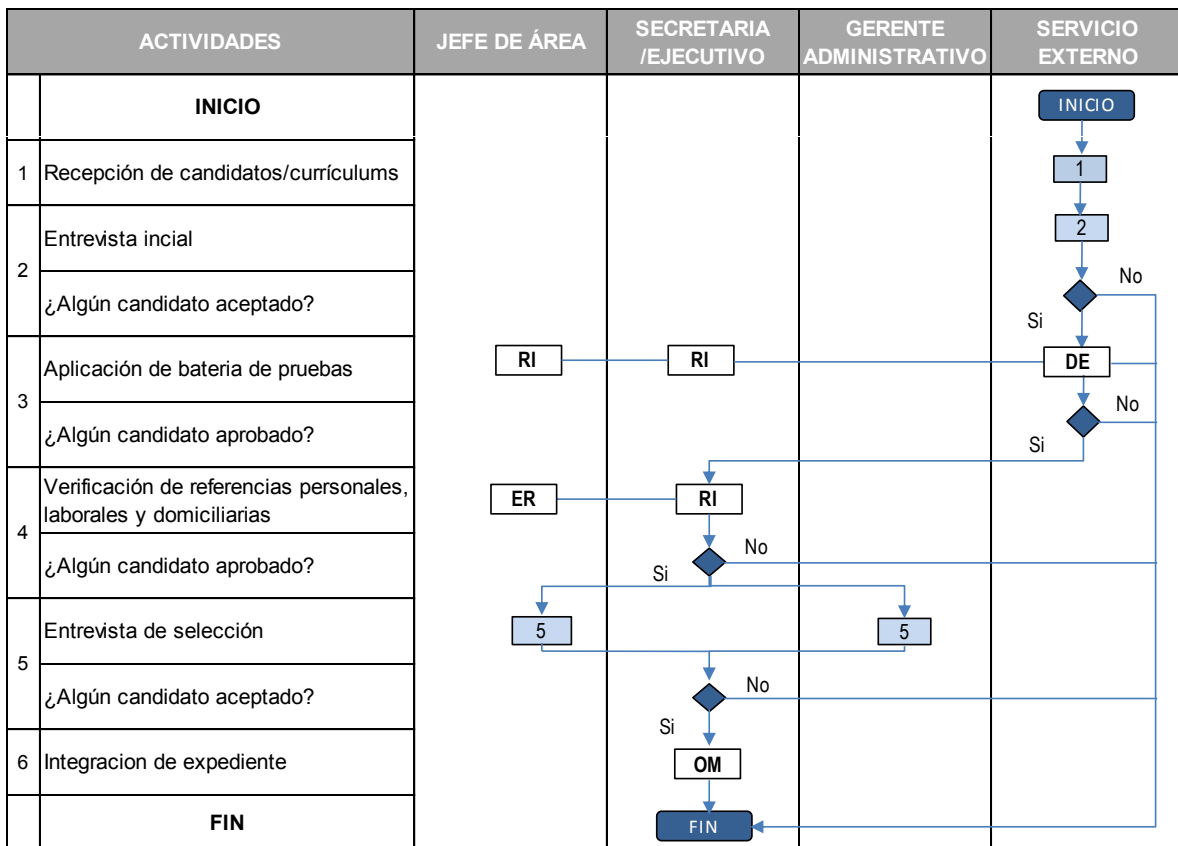 ACTIVIDADES
JEFE DE ÁREA
SECRETARIA
/EJECUTIVO
GERENTE
ADMINISTRATIVO
SERVICIO
EXTERNO
INICIO
INICIO
1
Recepción de candidatos/currículums
1
2
Entrevista incial
2
¿Algún candidato aceptado?
No
Si
3
Aplicación de bateria de pruebas
RI
RI
DE
¿Algún candidato aprobado?
No
Si
4
Verificación de referencias personales,
laborales y domiciliarias
ER
RI
¿Algún candidato aprobado?
No
Si
5
Entrevista de selección
5
5
¿Algún candidato aceptado?
No
Si
6
Integracion de expediente
OM
FIN
FIN